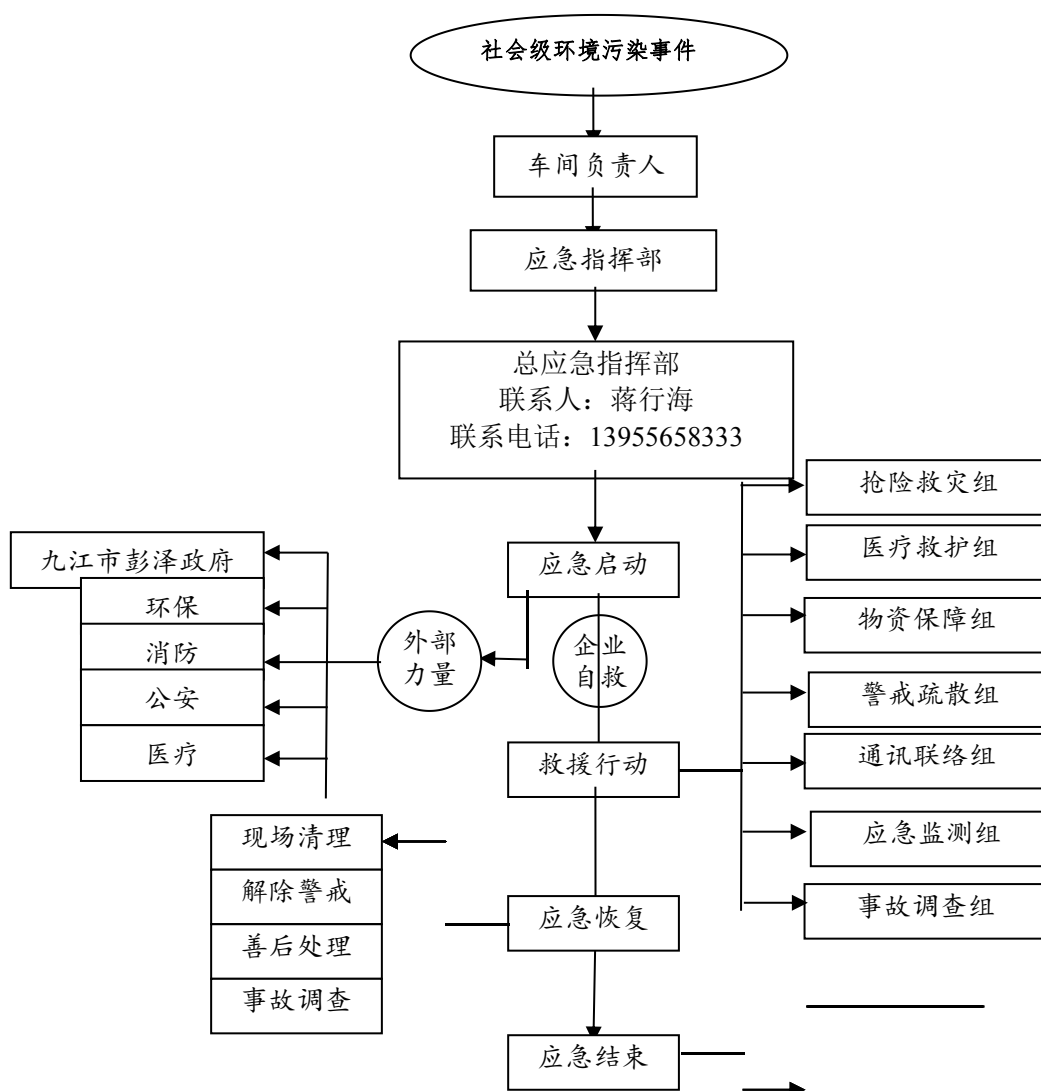 社会级环境污染事件
车间负责人
应急指挥部
总应急指挥部
联系人：蒋行海
联系电话：13955658333
抢险救灾组
九江市彭泽政府
应急启动
医疗救护组
环保
外部
力量
企业
自救
物资保障组
消防
公安
警戒疏散组
医疗
救援行动
通讯联络组
现场清理
应急监测组
解除警戒
善后处理
应急恢复
事故调查组
事故调查
应急结束